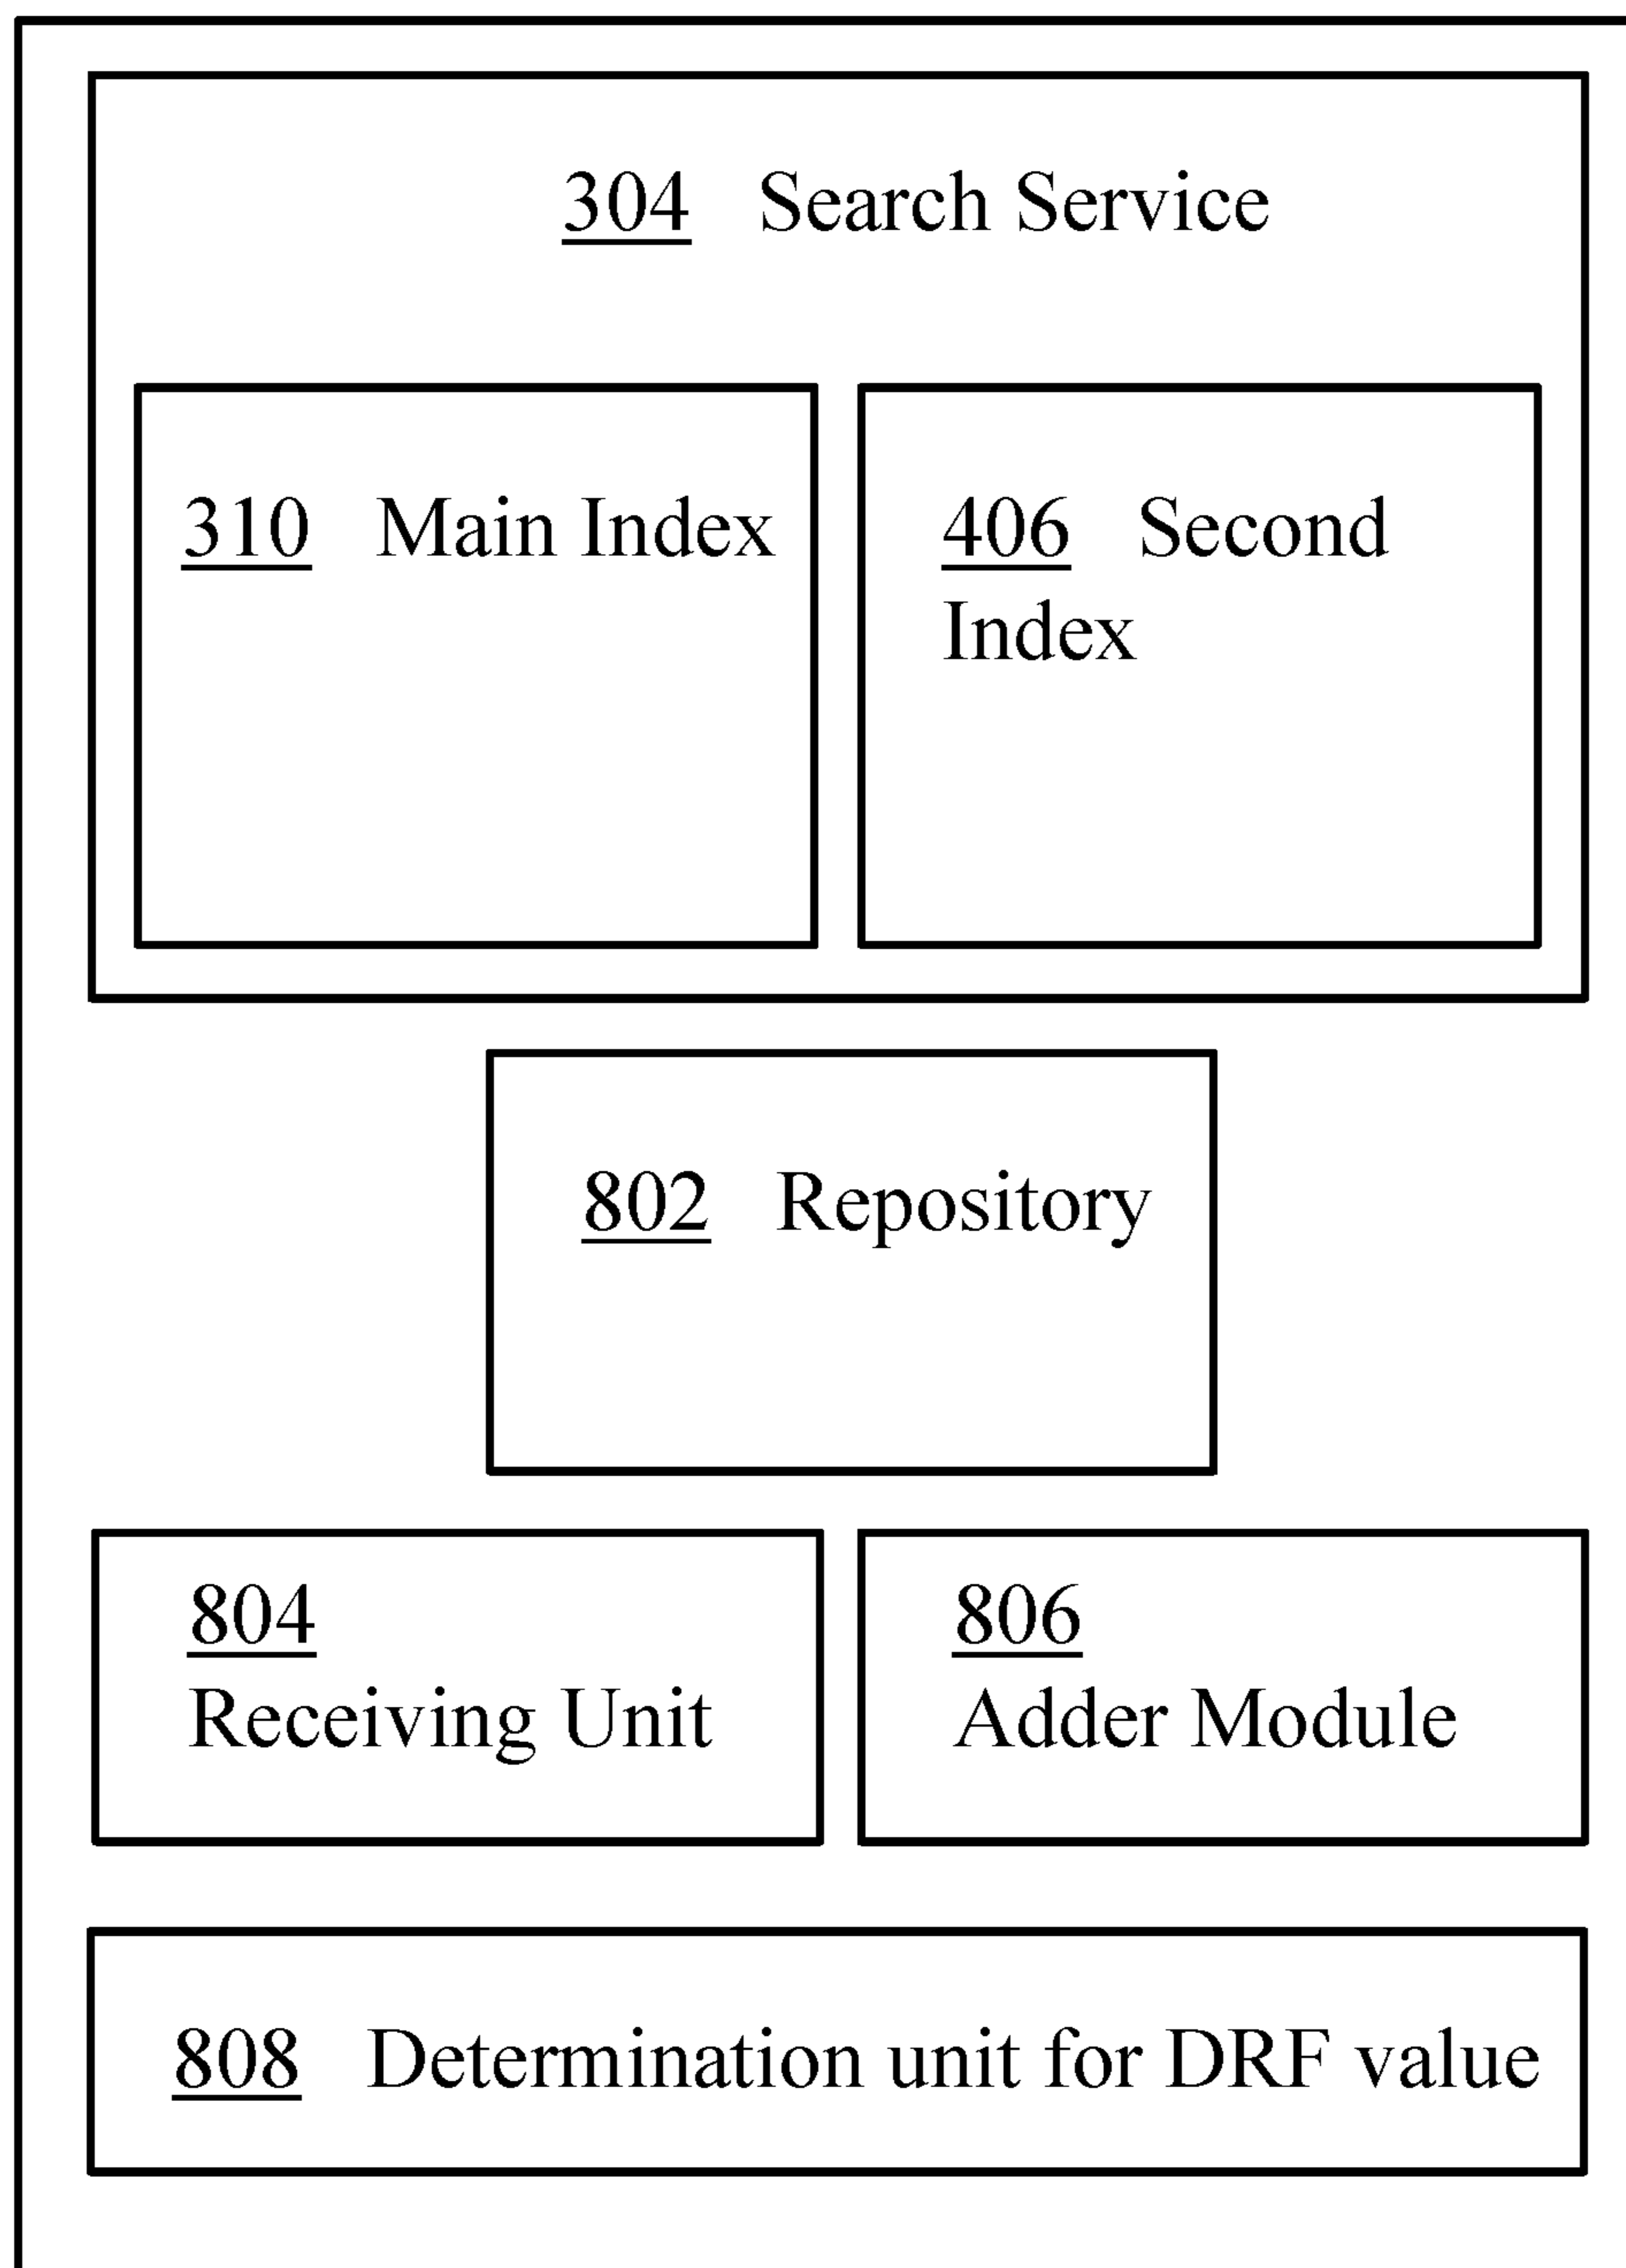 304 Search Service
310 Main Index
406 Second
Index
802 Repository
804
Receiving Unit
806
Adder Module
808 Determination unit for DRF value